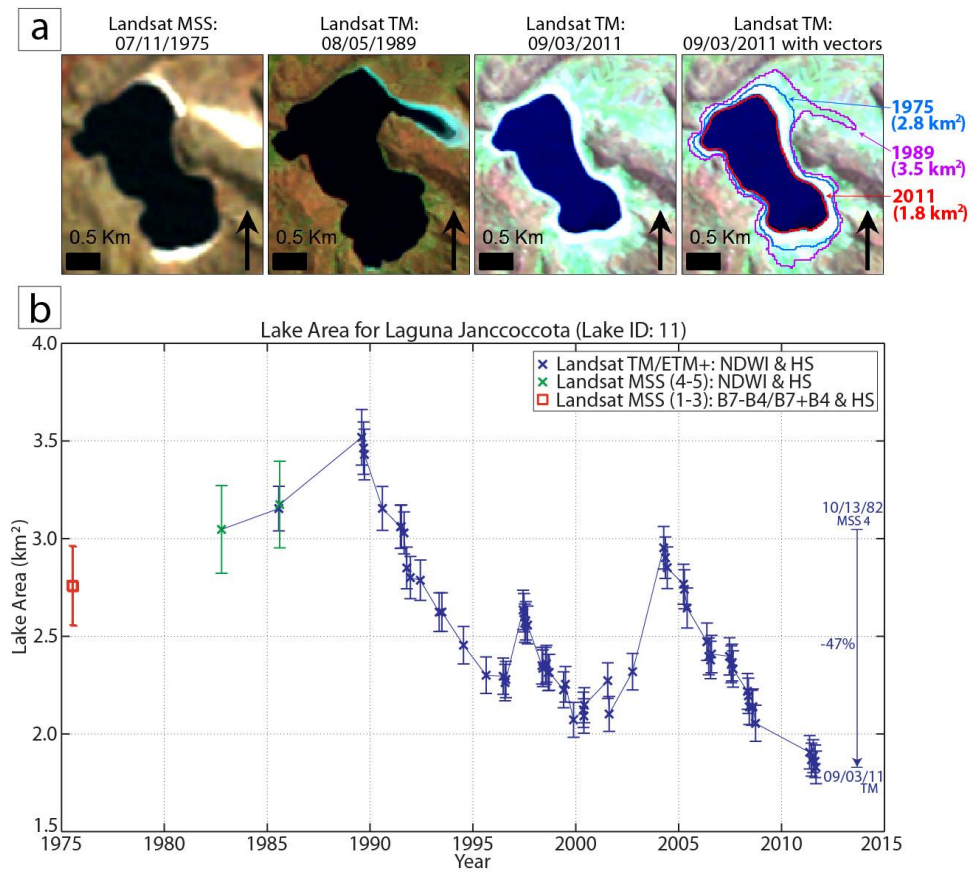 a
Landsat MSS:
07/11/1975
Landsat TM:
08/05/1989
Landsat TM:
09/03/2011
Landsat TM:
09/03/2011 with vectors
0.5 Km
0.5 Km
0.5 Km
0.5 Km
1975
(2.8 km²)
1989
(3.5 km²)
2011
(1.8 km²)
b
Lake Area for Laguna Janccoccota (Lake ID: 11)
Landsat TM/ETM+: NDWI & HS
Landsat MSS (4-5): NDWI & HS
Landsat MSS (1-3): B7-B4/B7+B4 & HS
10/13/82
MSS 4
-47%
09/03/11
TM
Lake Area (km²)
4.0
3.5
3.0
2.5
2.0
1.5
1975
1980
1985
1990
1995
2000
2005
2010
2015
Year